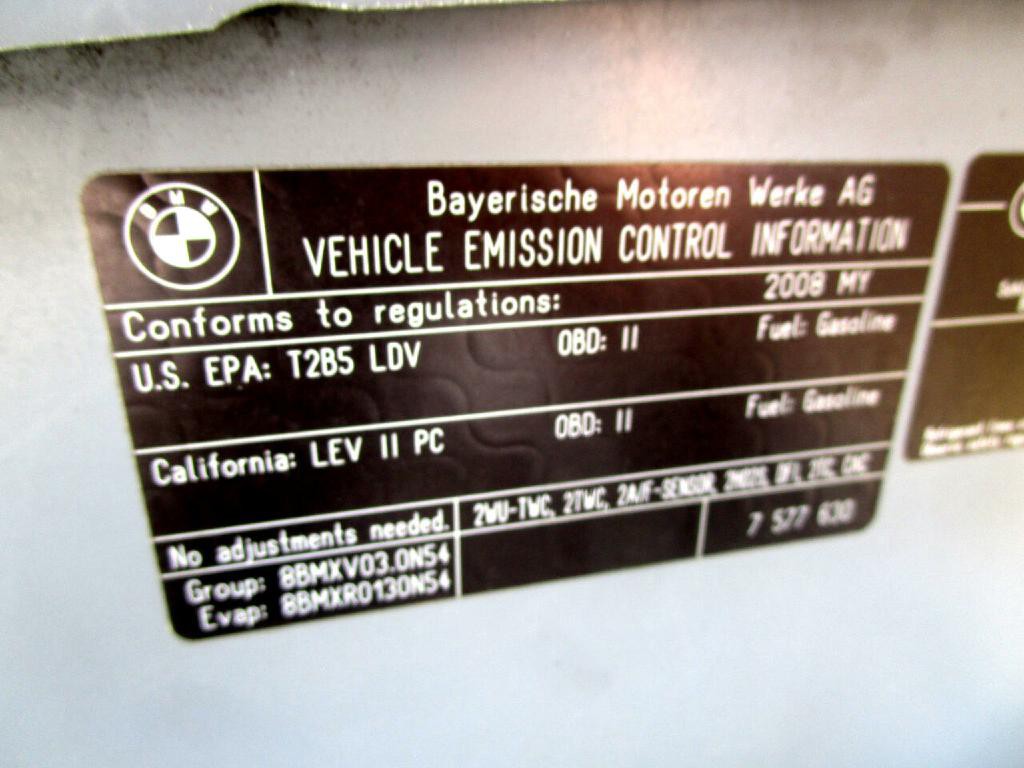 BMW
Bayerische Motoren Werke AG
VEHICLE EMISSION CONTROL INFORMATION
Conforms to regulations: 2008 MY
U.S. EPA: T2B5 LDV OBD: II Fuel: Gasoline
California: LEV II PC OBD: II Fuel: Gasoline
No adjustments needed. 2WU-TWC, 2TWC, 2A/F-SENSOR, 2HO2S, DFI, 2TC, CAC
Group: 8BMXV03.0N54 7 577 630
Evap: 8BMXR0130N54